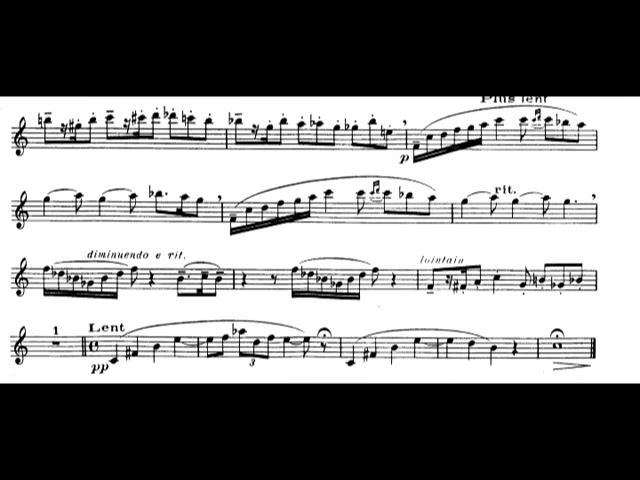 Plus lent
p
rit.
diminuendo e rit.
lointain
1
Lent
pp
3